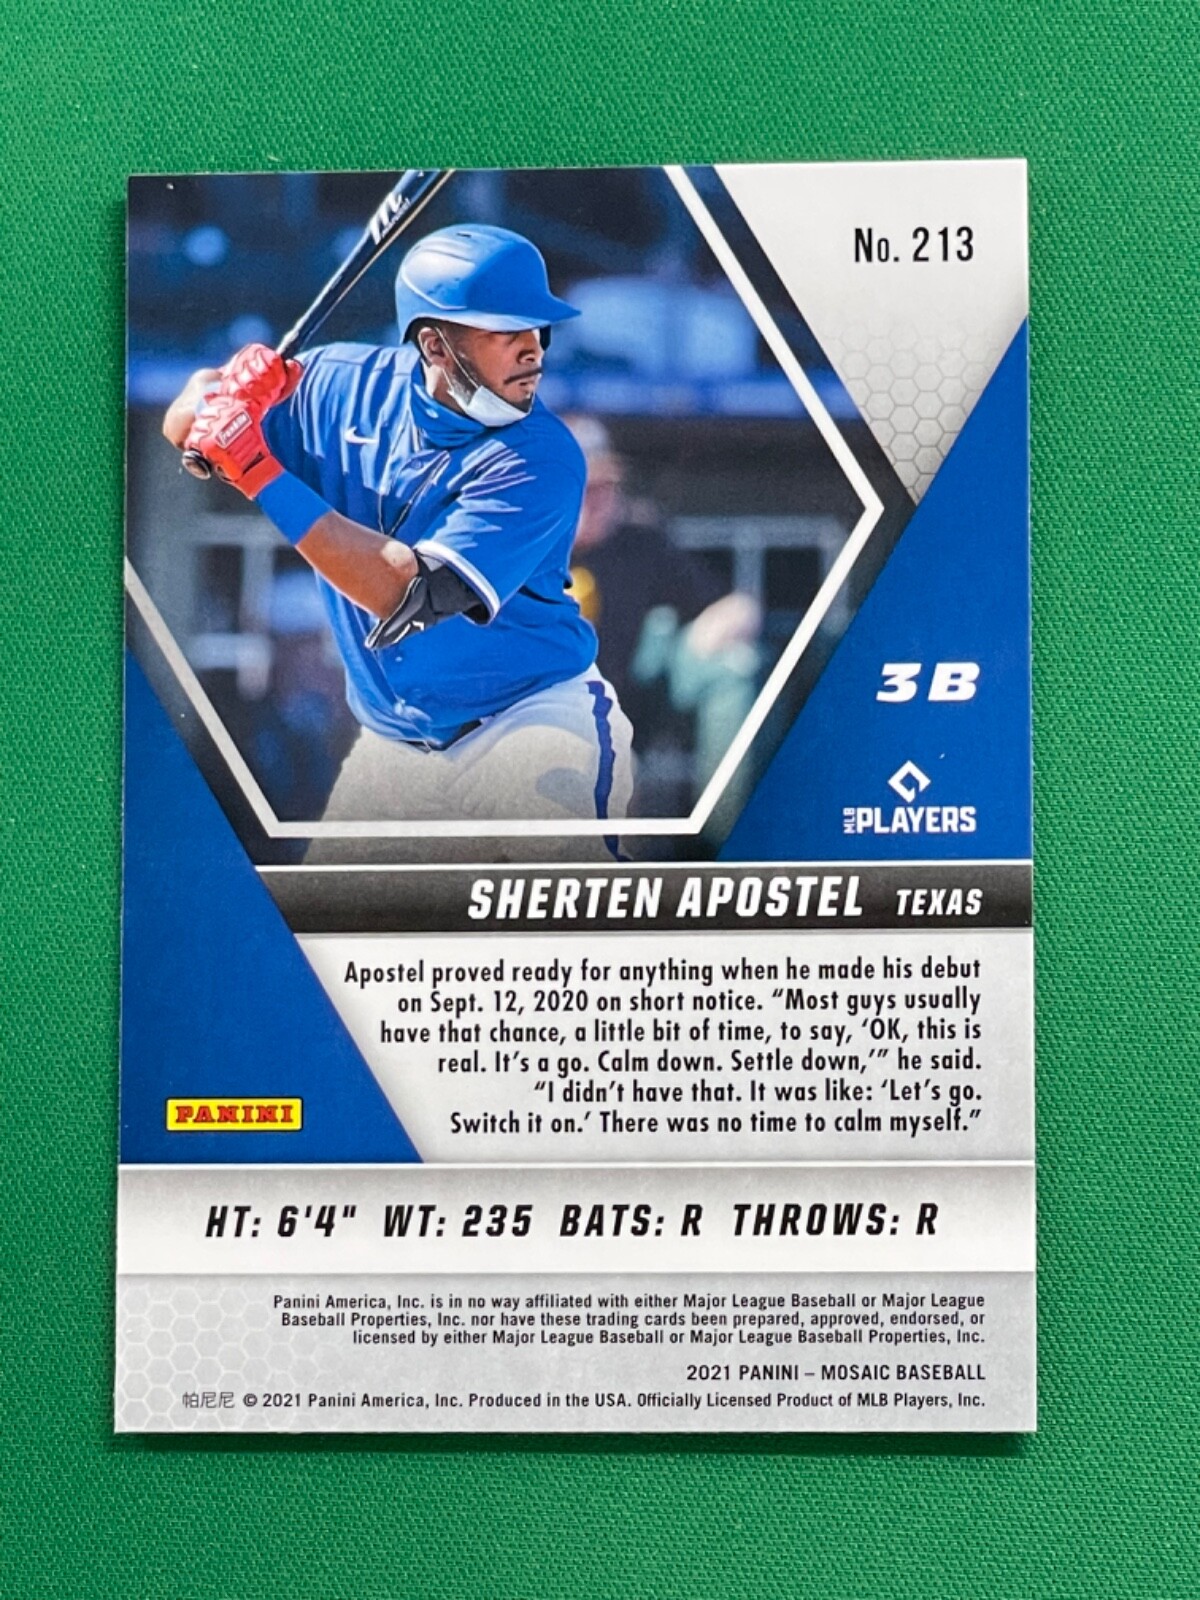 No. 213
Franklin
3B
MLB PLAYERS
SHERTEN APOSTEL TEXAS
Apostel proved ready for anything when he made his debut
on Sept. 12, 2020 on short notice. “Most guys usually
have that chance, a little bit of time, to say, ‘OK, this is
real. It’s a go. Calm down. Settle down,’” he said.
“I didn’t have that. It was like: ‘Let’s go.
Switch it on.’ There was no time to calm myself.”
PANINI
HT: 6'4" WT: 235 BATS: R THROWS: R
Panini America, Inc. is in no way affiliated with either Major League Baseball or Major League
Baseball Properties, Inc. nor have these trading cards been prepared, approved, endorsed, or
licensed by either Major League Baseball or Major League Baseball Properties, Inc.
2021 PANINI – MOSAIC BASEBALL
帕尼尼 © 2021 Panini America, Inc. Produced in the USA. Officially Licensed Product of MLB Players, Inc.